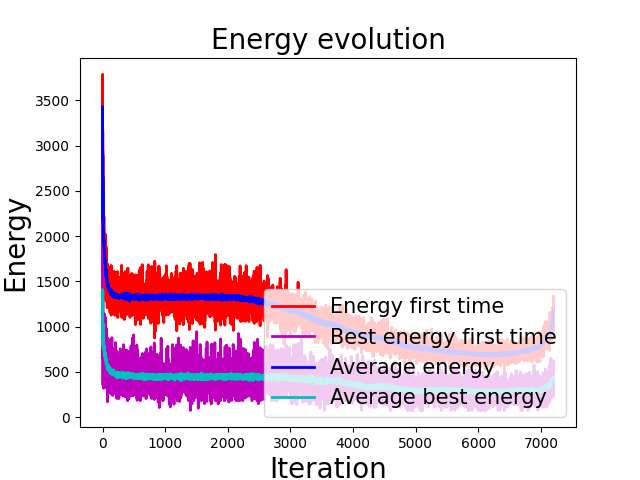 Energy evolution
Energy
3500
3000
2500
2000
1500
1000
500
0
Energy first time
Best energy first time
Average energy
Average best energy
0 1000 2000 3000 4000 5000 6000 7000
Iteration